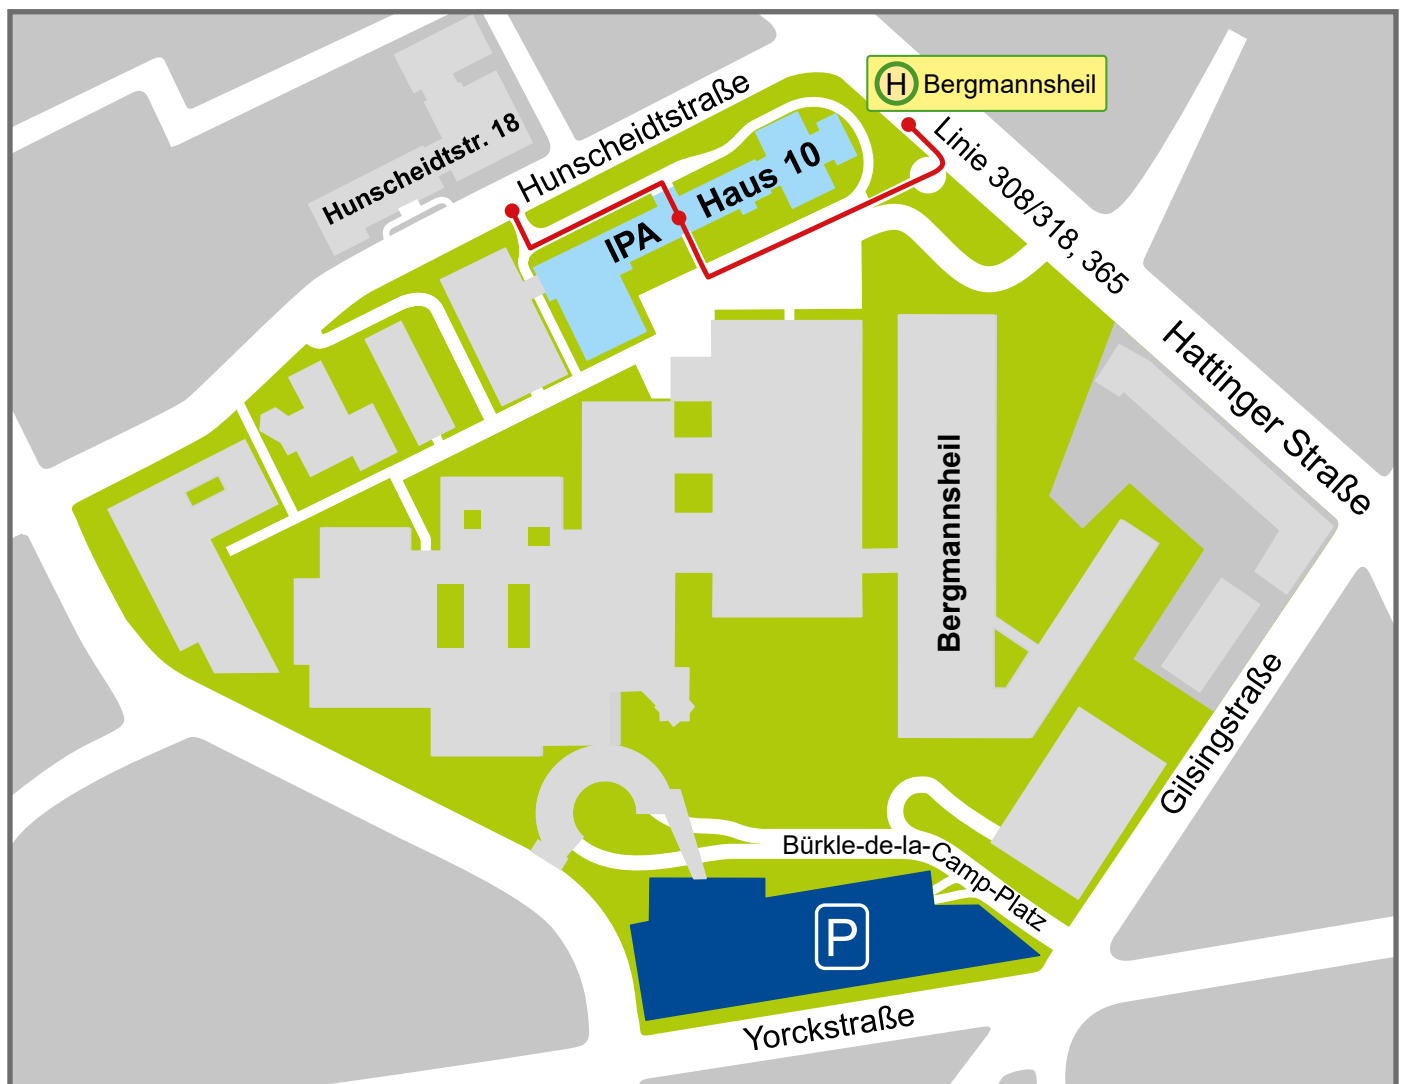 H Bergmannsheil
Hunscheidtstraße
Hunscheidtstr. 18
Haus 10
IPA
Linie 308/318, 365
Hattinger Straße
Bergmannsheil
Gilsingstraße
Bürkle-de-la-Camp-Platz
P
Yorckstraße